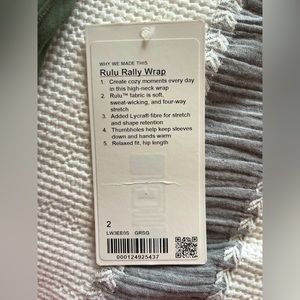 WHY WE MADE THIS
Rulu Rally Wrap
1. Create cozy moments every day
in this high-neck wrap
2. Rulu™ fabric is soft,
sweat-wicking, and four-way
stretch
3. Added Lycra® fibre for stretch
and shape retention
4. Thumbholes help keep sleeves
down and hands warm
5. Relaxed fit, hip length
2
LW3EE0S GRSG
000124925437